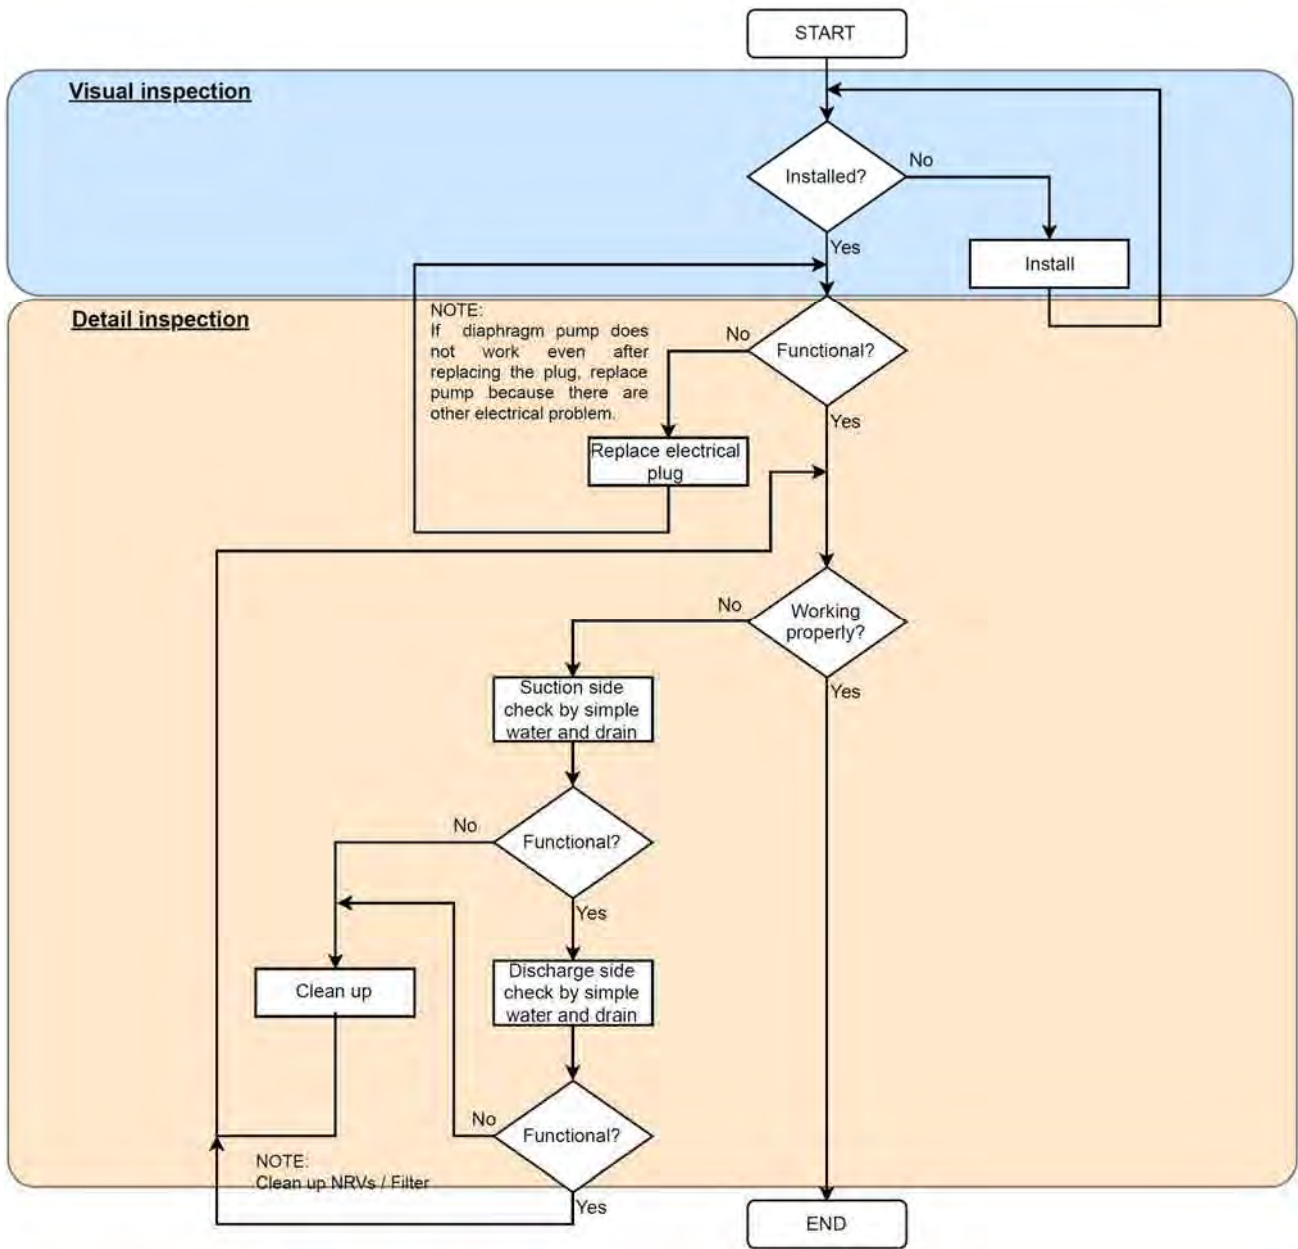 START
Visual inspection
Installed?
No
Yes
Install
Detail inspection
NOTE:
If diaphragm pump does
not work even after
replacing the plug, replace
pump because there are
other electrical problem.
No
Functional?
Yes
Replace electrical
plug
No
Working
properly?
Yes
Suction side
check by simple
water and drain
No
Functional?
Yes
Discharge side
check by simple
water and drain
Clean up
No
Functional?
NOTE:
Clean up NRVs / Filter
Yes
END